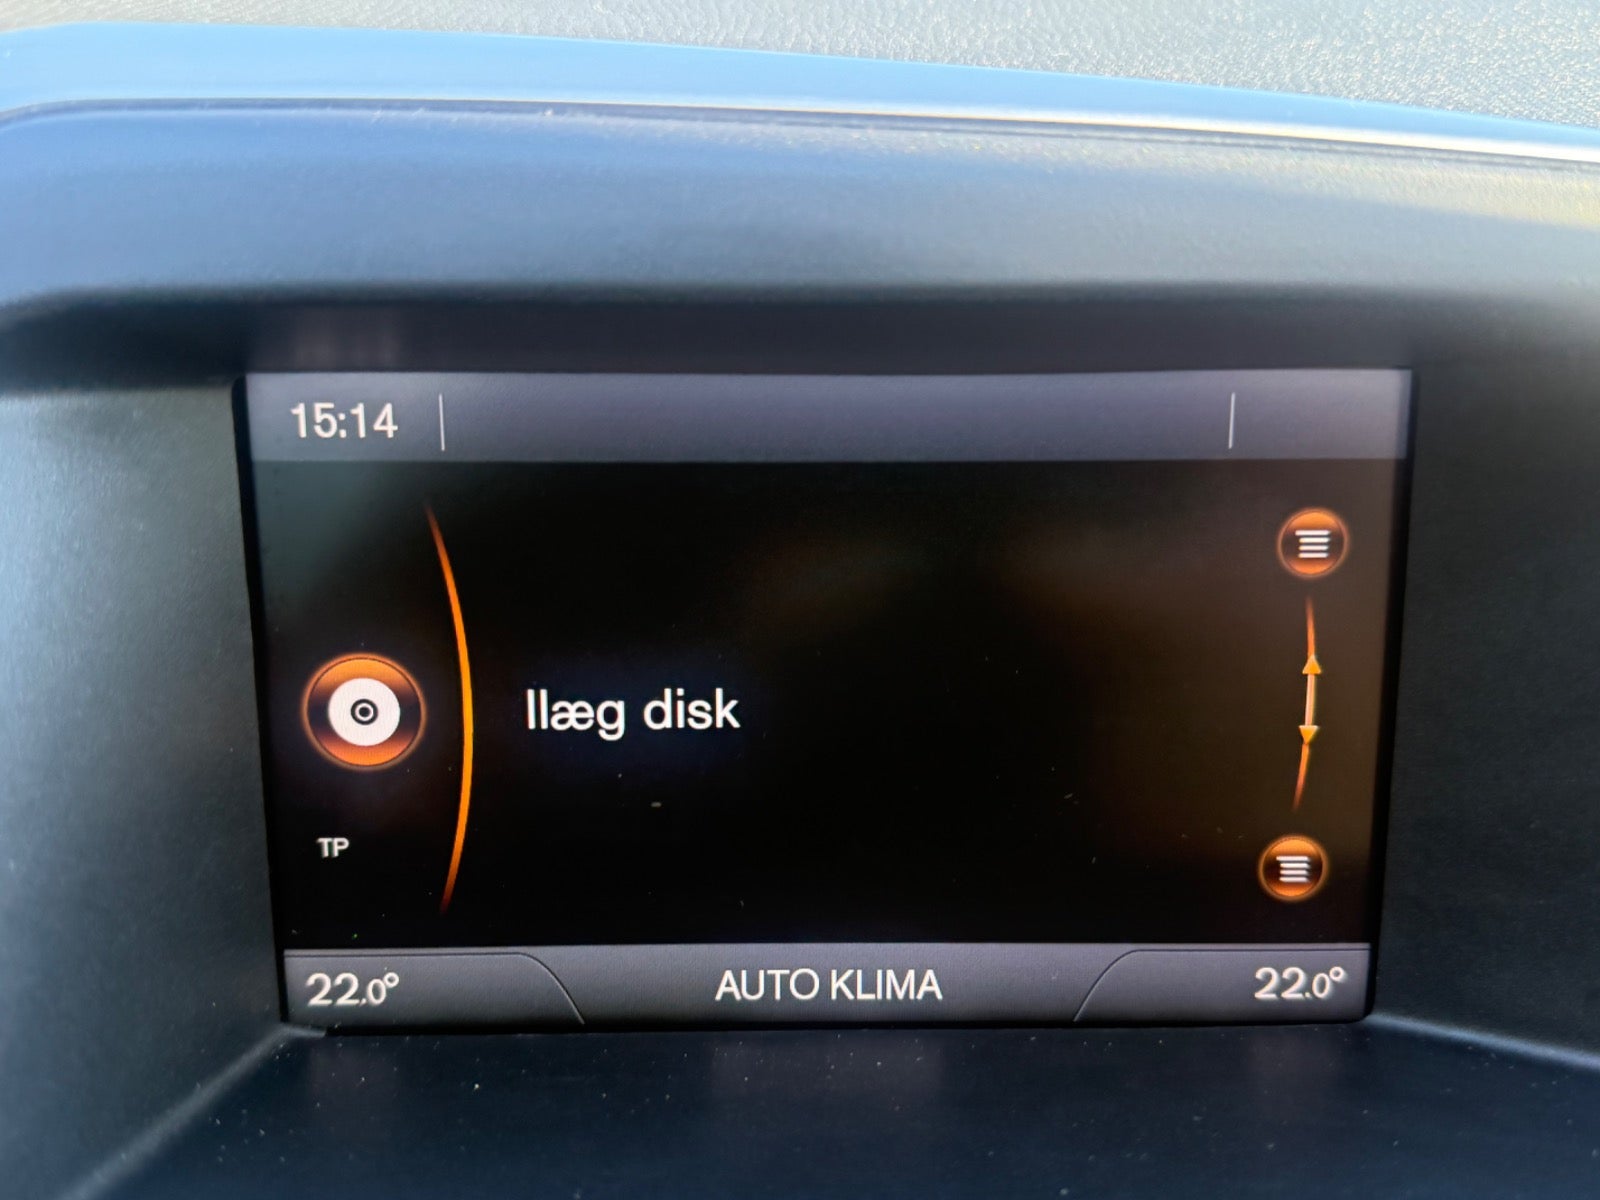 15:14
Ilæg disk
TP
22.0° AUTO KLIMA 22.0°